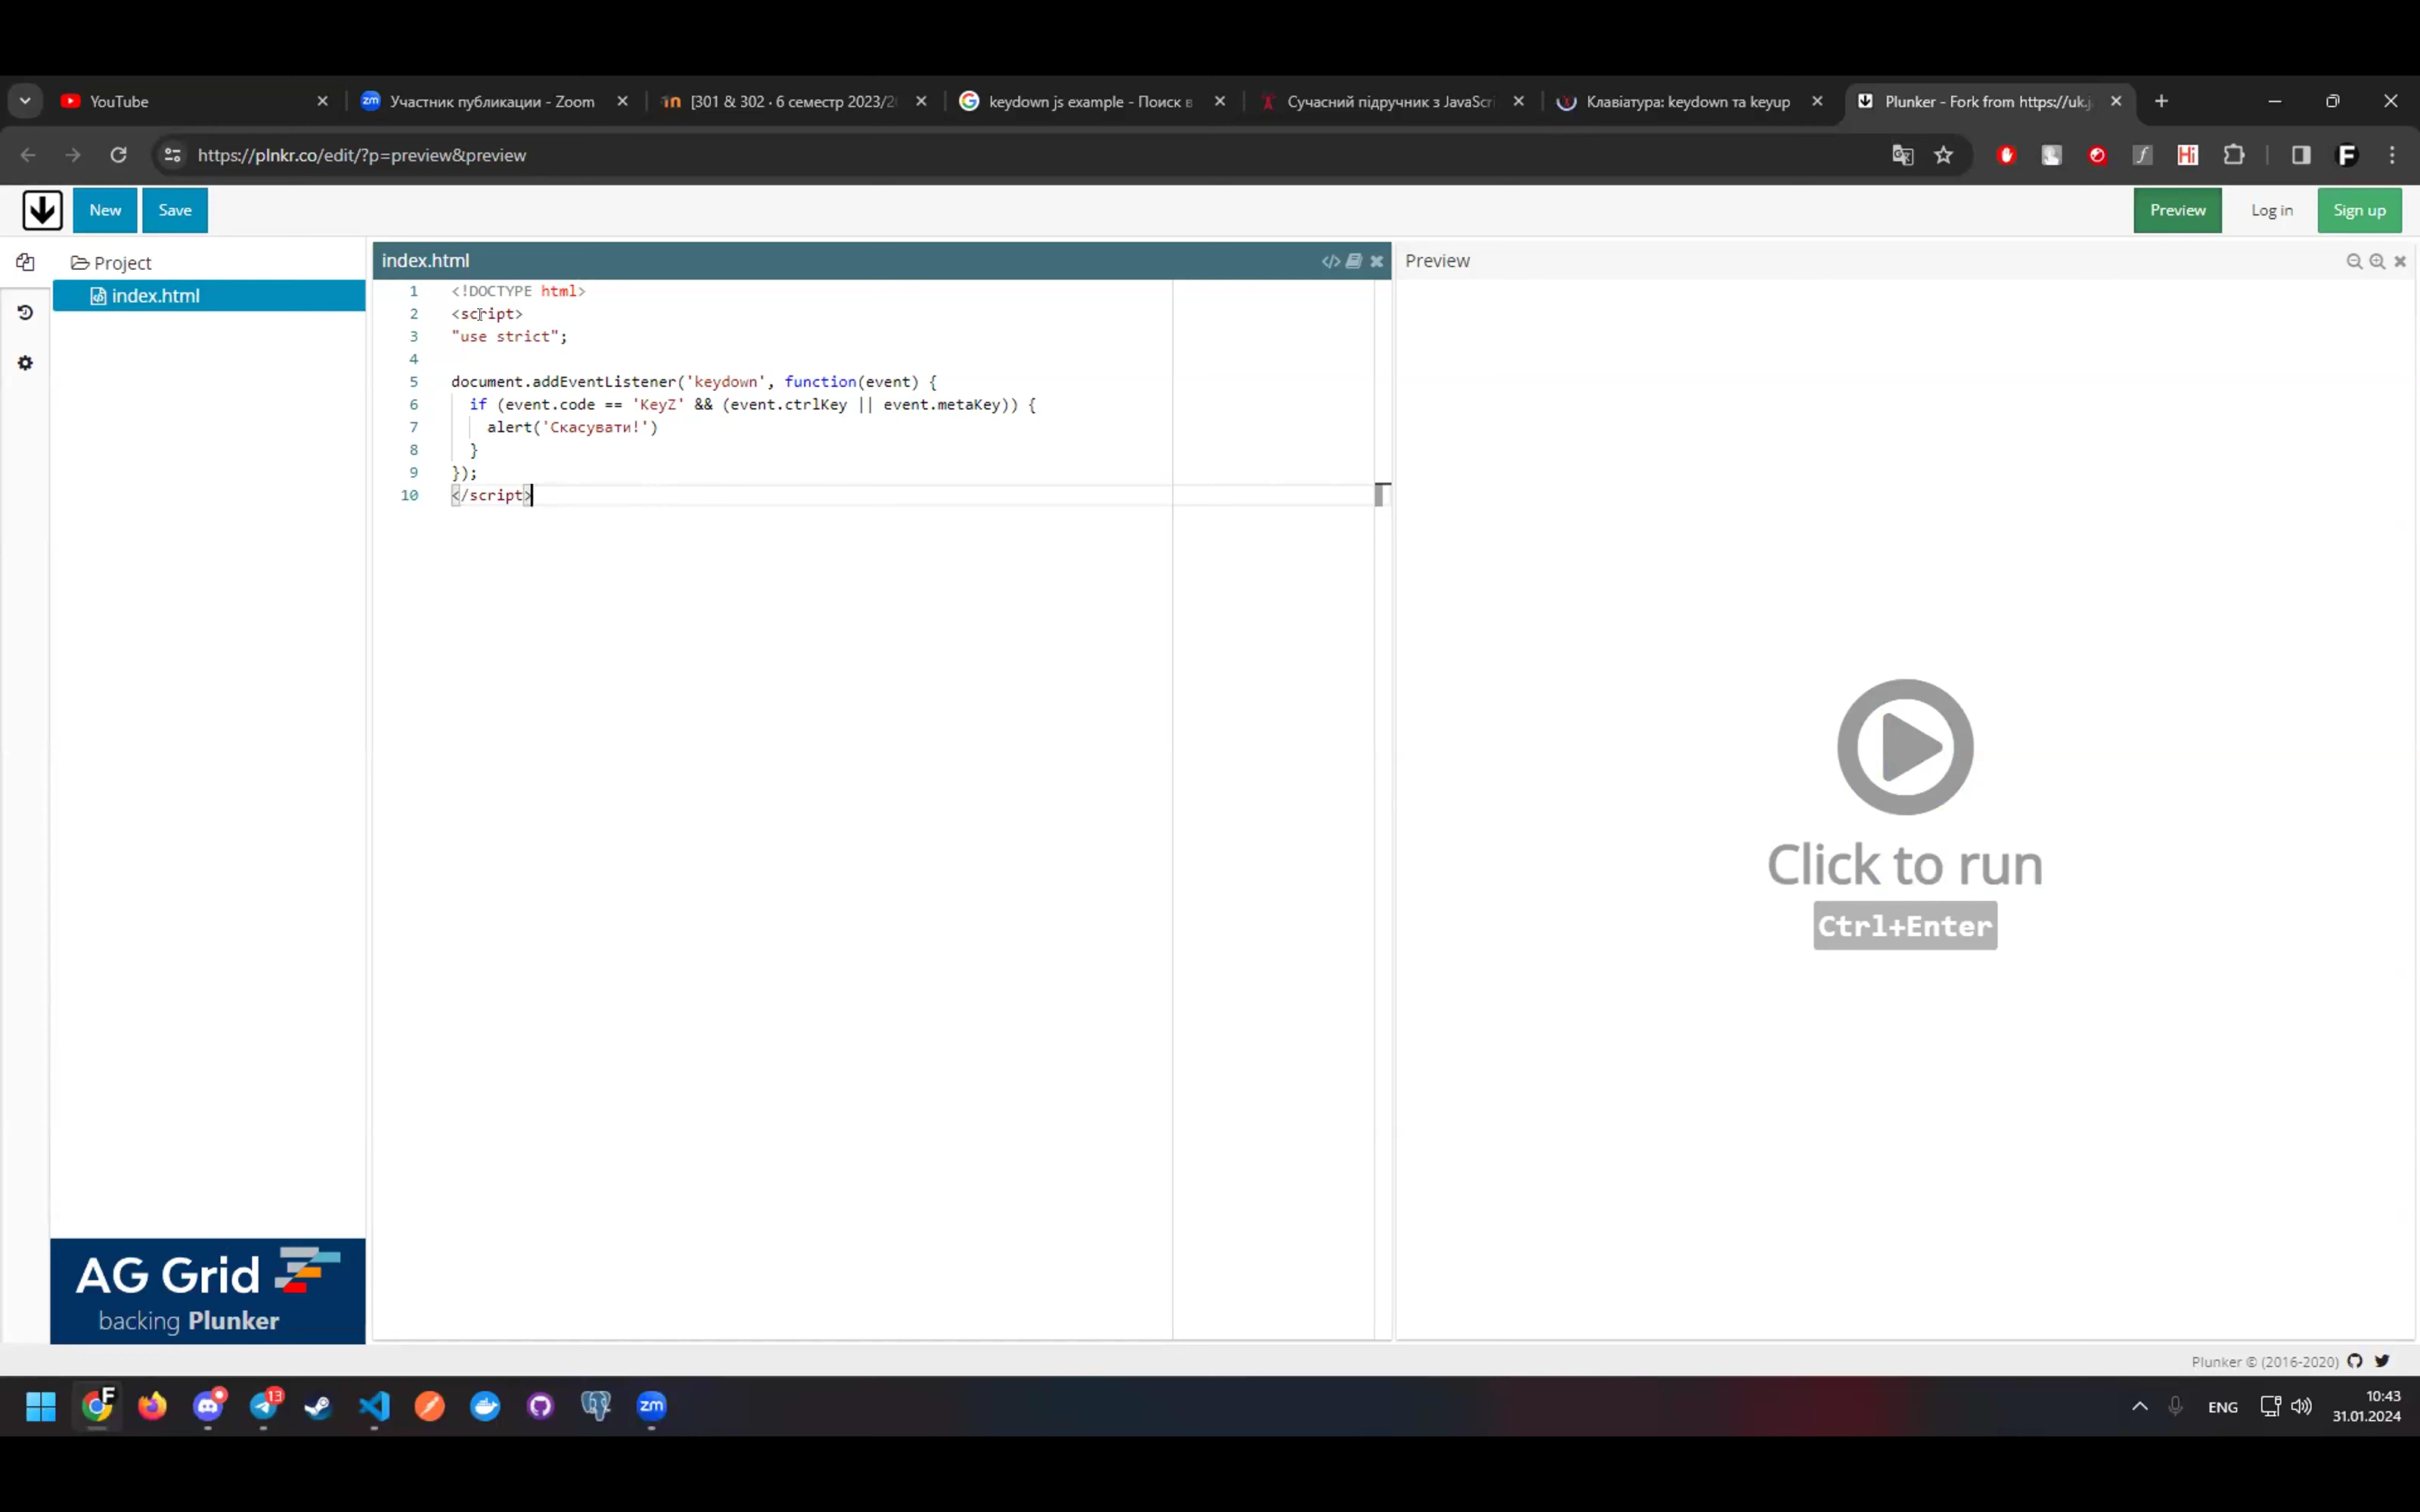 YouTube
Участник публикации - Zoom
[301 & 302 · 6 семестр 2023/2
keydown js example - Поиск в
Сучасний підручник з JavaScri
Клавіатура: keydown та keyup
Plunker - Fork from https://uk.j
https://plnkr.co/edit/?p=preview&preview
New
Save
Preview
Log in
Sign up
Project
index.html
index.html
1 <!DOCTYPE html>
2 <script>
3 "use strict";
4
5 document.addEventListener('keydown', function(event) {
6 if (event.code == 'KeyZ' && (event.ctrlKey || event.metaKey)) {
7 alert('Скасувати!')
8 }
9 });
10 </script>
Preview
Click to run
Ctrl+Enter
AG Grid
backing Plunker
Plunker © (2016-2020)
F
13
zm
ENG
10:43
31.01.2024